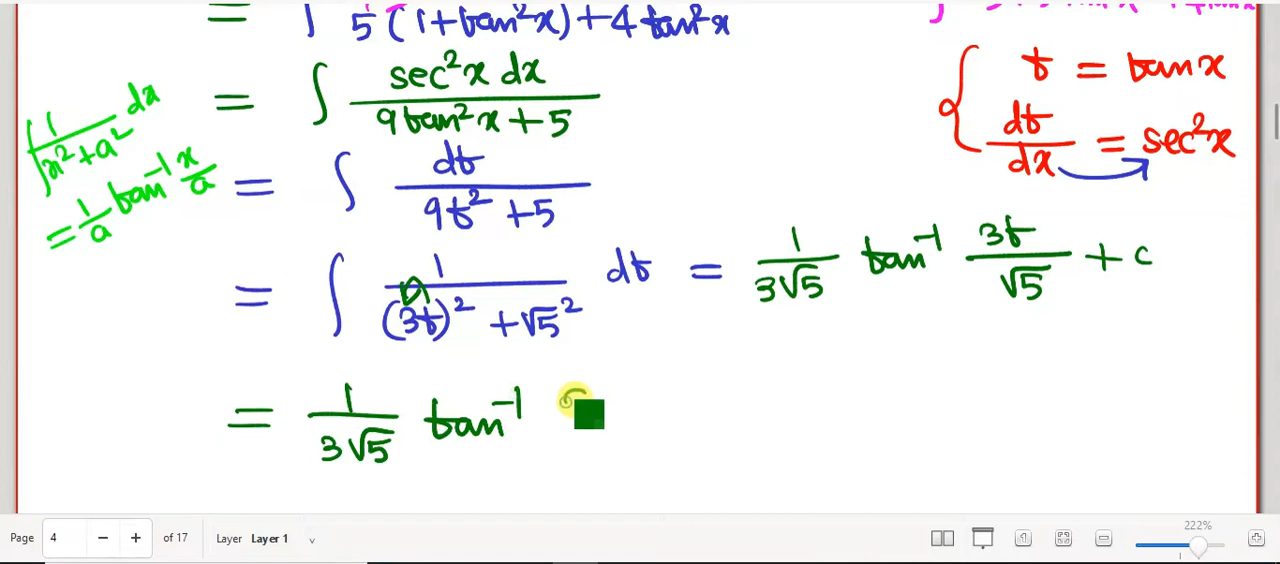 = ∫ 5(1+tan²x)+4tan²x
= ∫ sec²x dx / 9tan²x + 5
= ∫ dt / 9t² + 5
= ∫ 1 / (3t)² + √5² dt = 1 / 3√5 tan⁻¹ 3t / √5 + c
= 1 / 3√5 tan⁻¹
∫ 1 / x² + a² dx
= 1/a tan⁻¹ x/a
t = tanx
dt / dx = sec²x
Page 4 of 17 Layer Layer 1 222%